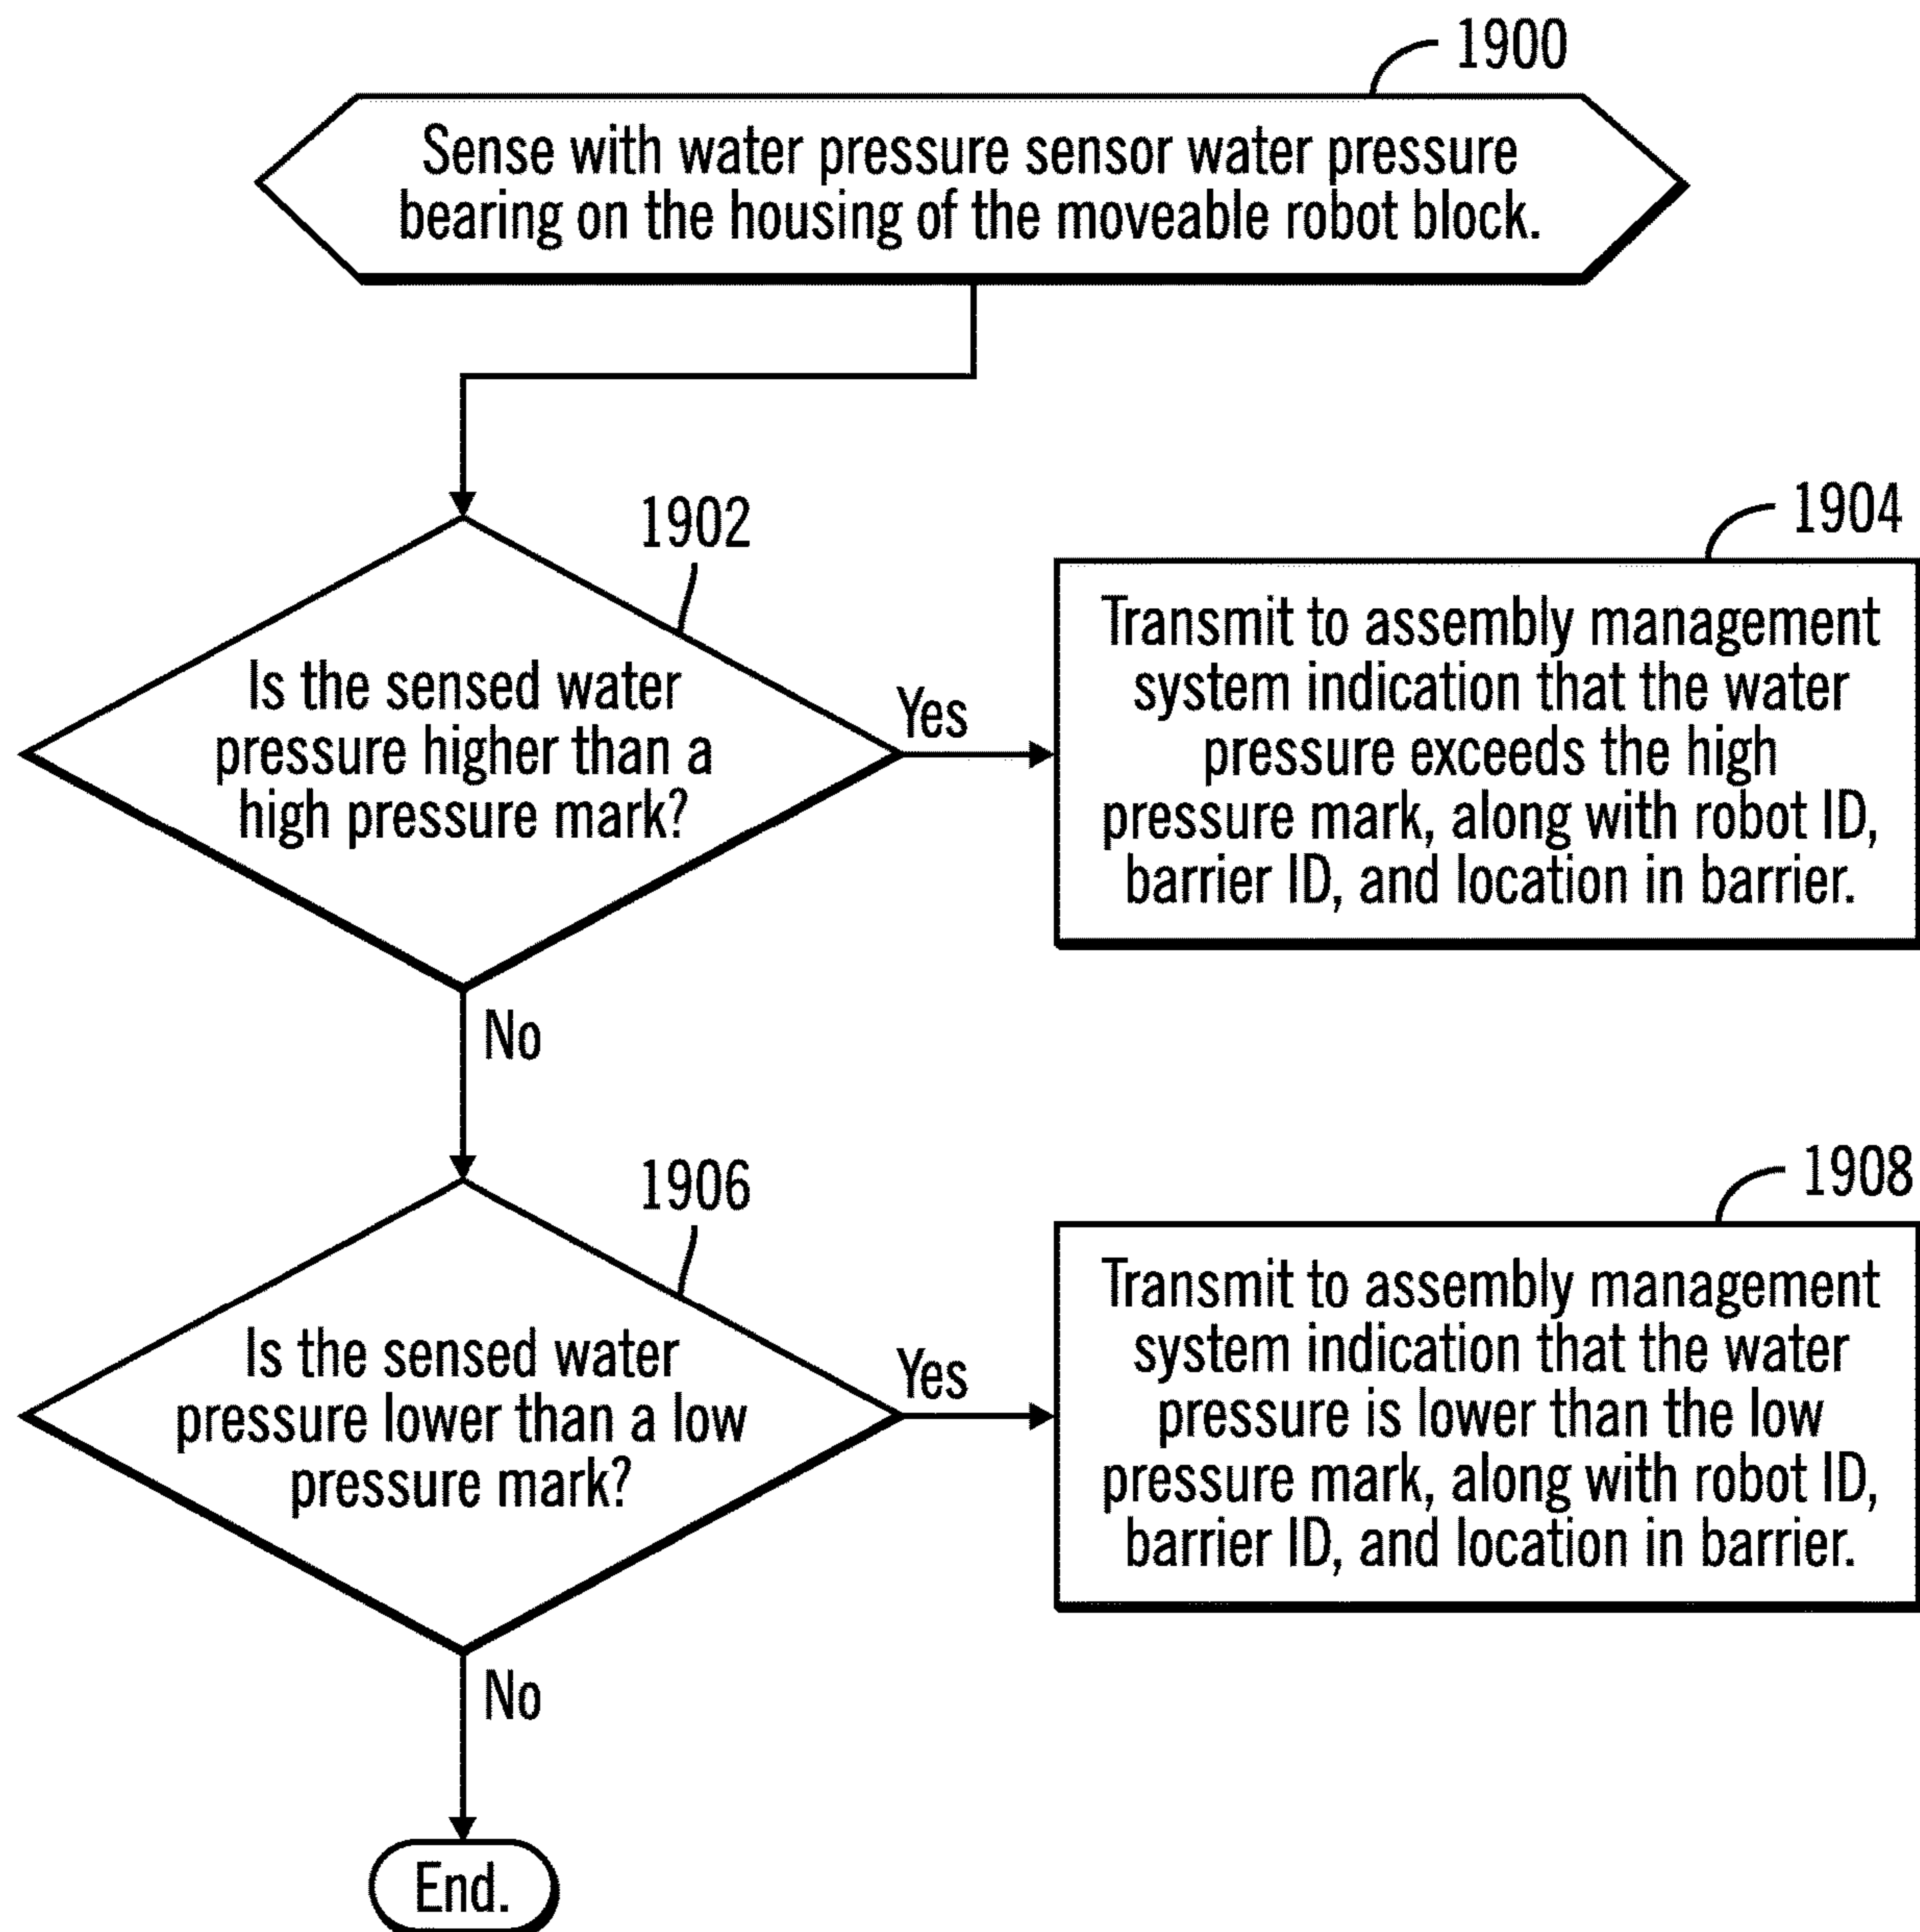 1900
Sense with water pressure sensor water pressure
bearing on the housing of the moveable robot block.
1902
Is the sensed water
pressure higher than a
high pressure mark?
Yes
1904
Transmit to assembly management
system indication that the water
pressure exceeds the high
pressure mark, along with robot ID,
barrier ID, and location in barrier.
No
1906
Is the sensed water
pressure lower than a low
pressure mark?
Yes
1908
Transmit to assembly management
system indication that the water
pressure is lower than the low
pressure mark, along with robot ID,
barrier ID, and location in barrier.
No
End.